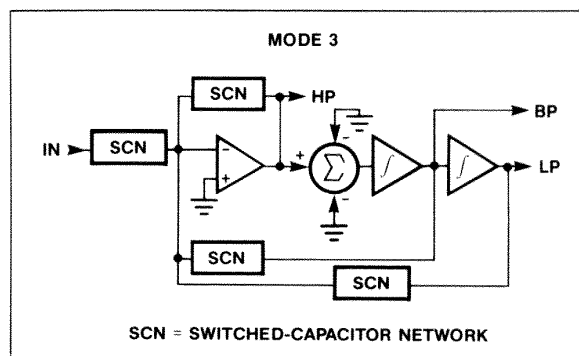 MODE 3
SCN
HP
BP
IN
SCN
-
+
+
-
Σ
-
∫
∫
LP
SCN
SCN
SCN = SWITCHED-CAPACITOR NETWORK